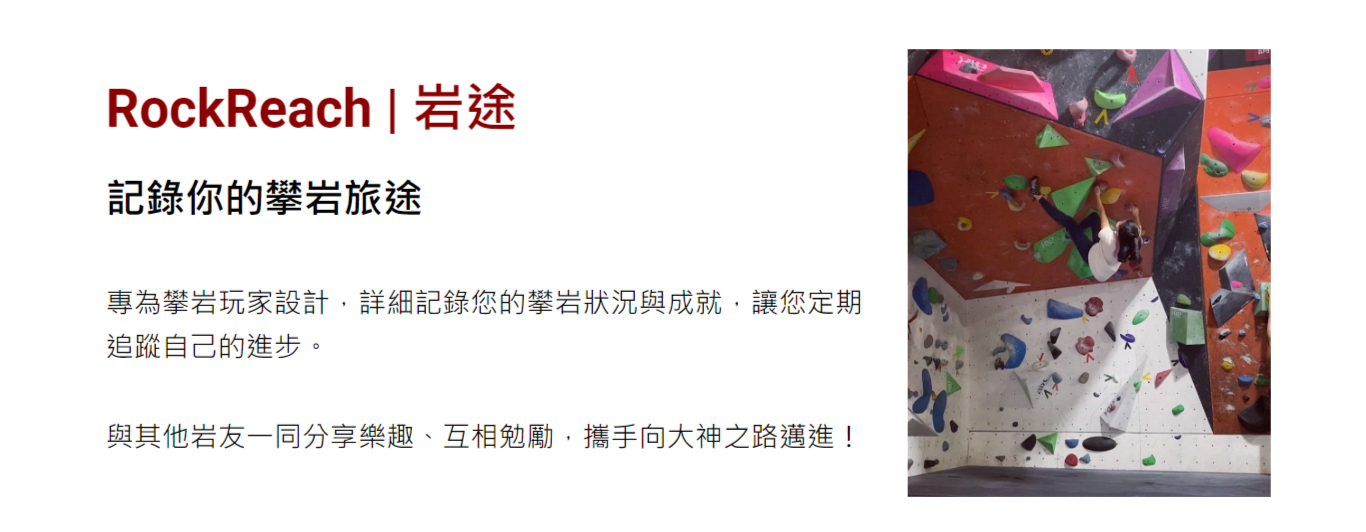 RockReach | 岩途
記錄你的攀岩旅途
專為攀岩玩家設計，詳細記錄您的攀岩狀況與成就，讓您定期
追蹤自己的進步。
與其他岩友一同分享樂趣、互相勉勵，攜手向大神之路邁進！